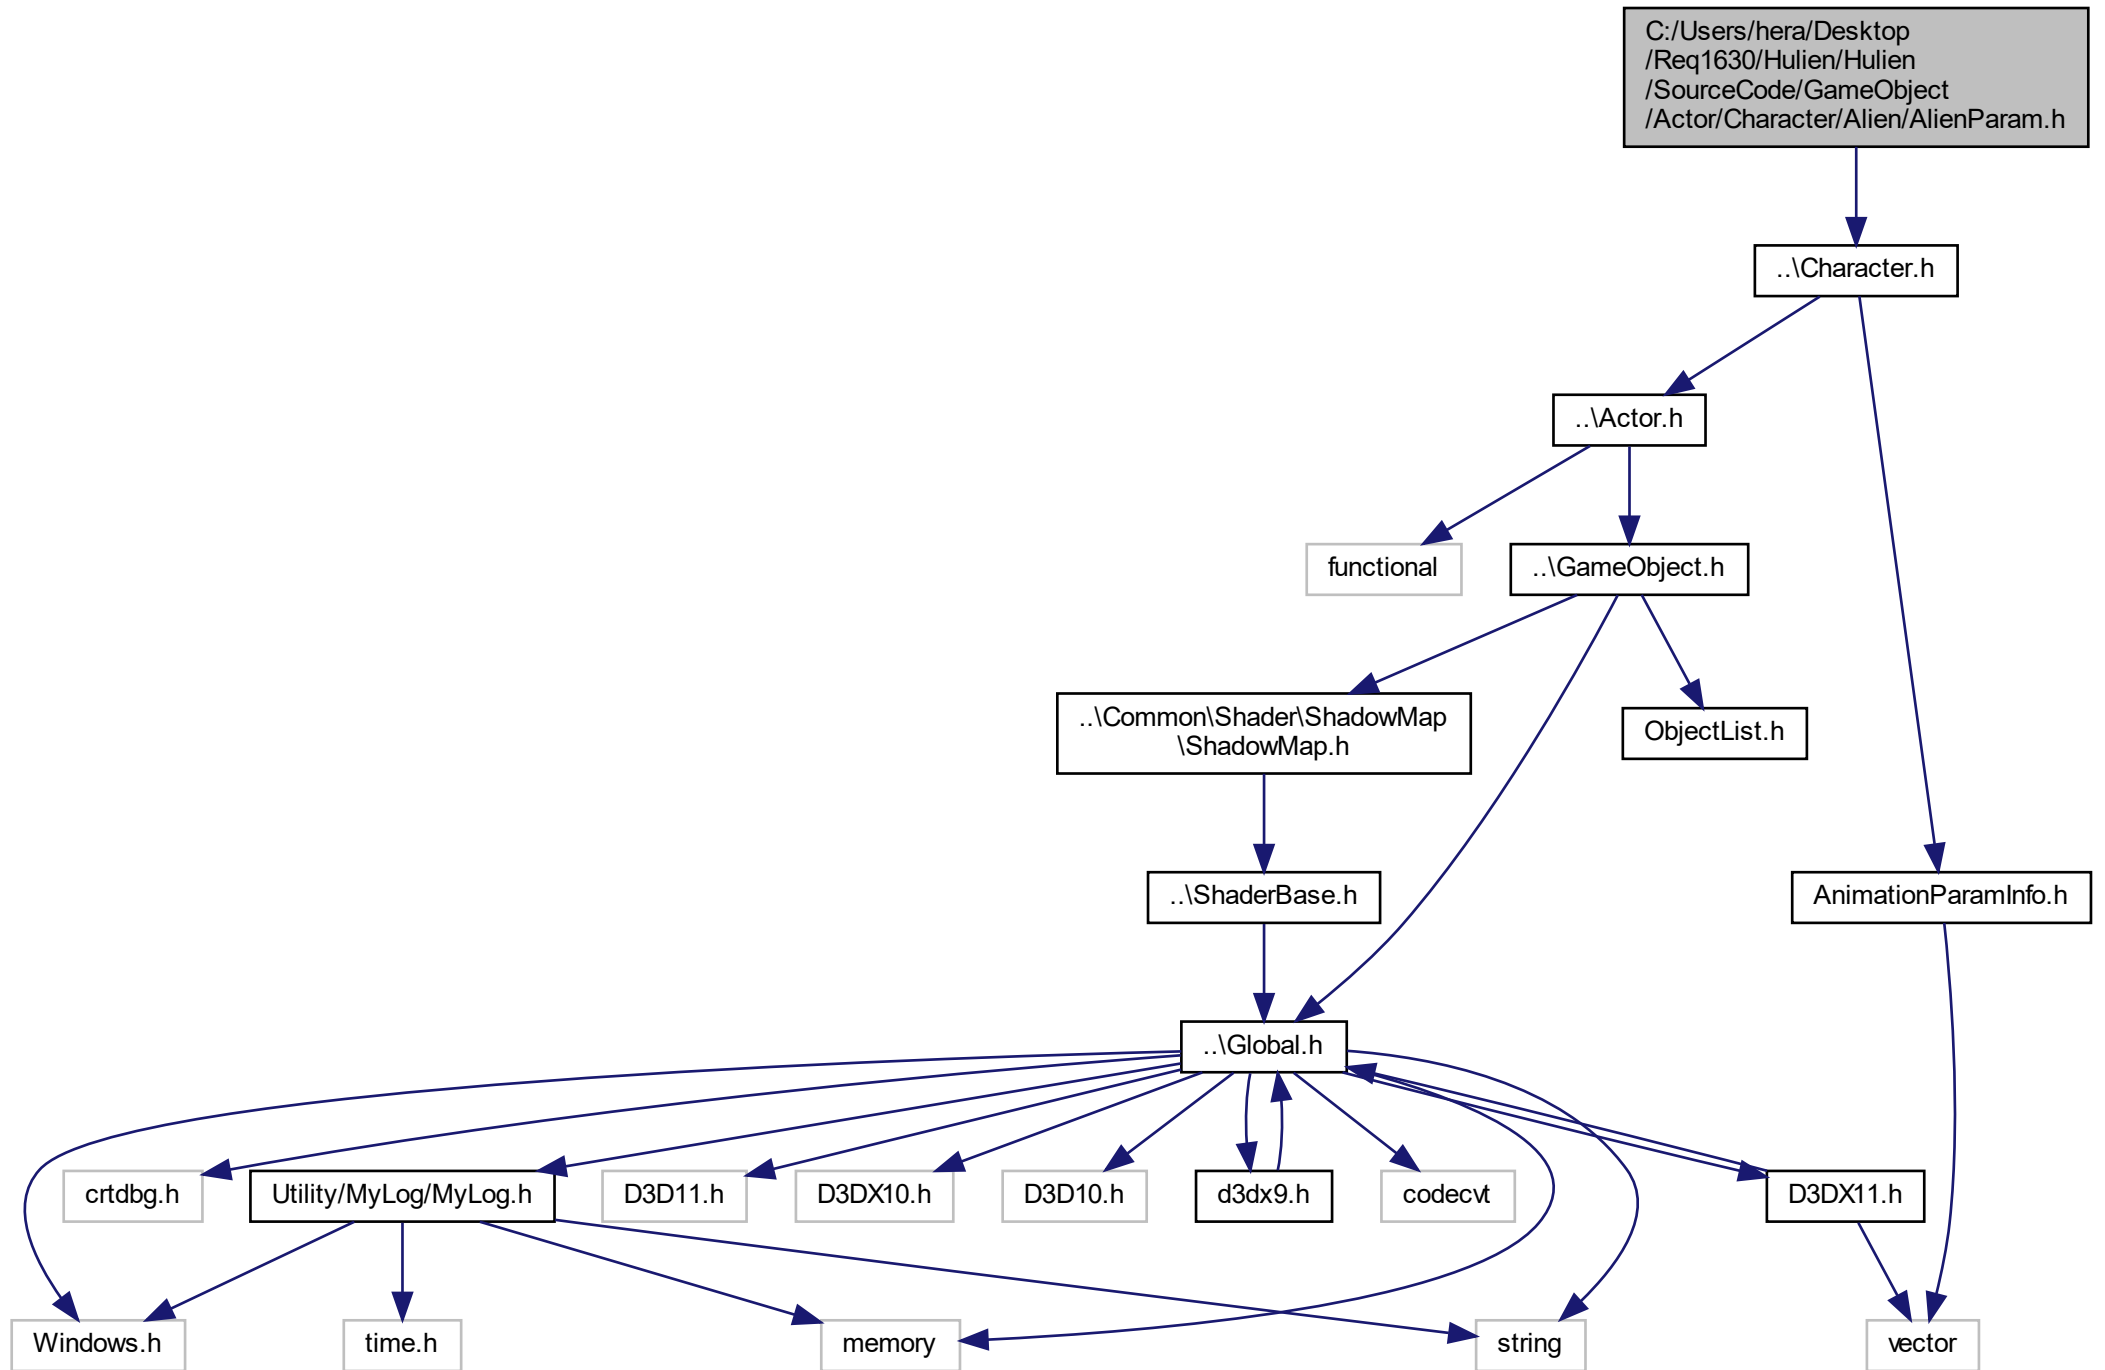 C:/Users/hera/Desktop
/Req1630/Hulien/Hulien
/SourceCode/GameObject
/Actor/Character/Alien/AlienParam.h
..\Character.h
..\Actor.h
functional
..\GameObject.h
..\Common\Shader\ShadowMap
\ShadowMap.h
ObjectList.h
..\ShaderBase.h
AnimationParamInfo.h
..\Global.h
crtdbg.h
Utility/MyLog/MyLog.h
D3D11.h
D3DX10.h
D3D10.h
d3dx9.h
codecvt
D3DX11.h
Windows.h
time.h
memory
string
vector